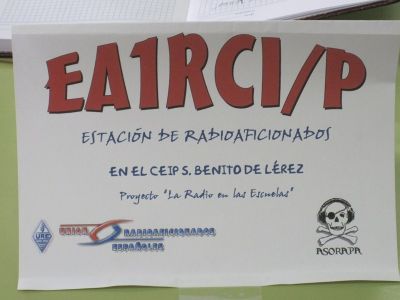 EA1RCI/P
ESTACIÓN DE RADIOAFICIONADOS
EN EL CEIP S. BENITO DE LÉREZ
Proyecto "La Radio en las Escuelas"
URE
UNION RADIOAFICIONADOS
ESPAÑOLES
ASORAPA